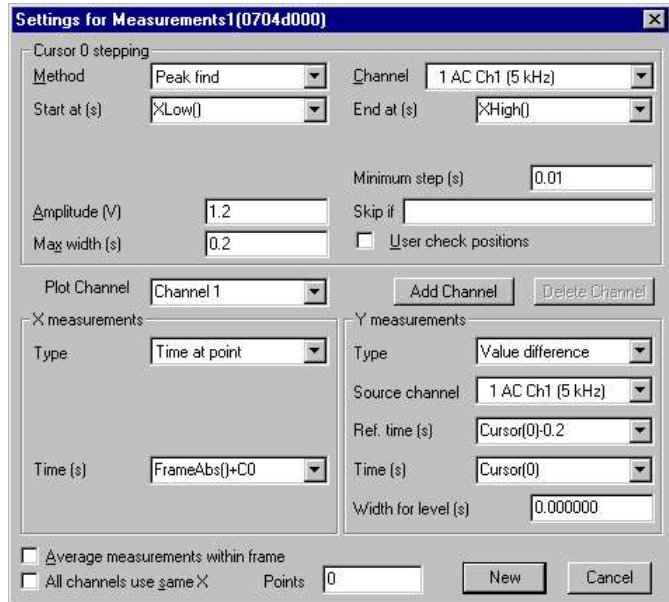 Settings for Measurements1(0704d000)
Cursor 0 stepping
Method Peak find Channel 1 AC Ch1 (5 kHz)
Start at (s) XLow() End at (s) XHigh()
Minimum step (s) 0.01
Amplitude (V) 1.2 Skip if
Max width (s) 0.2 User check positions
Plot Channel Channel 1 Add Channel Delete Channel
X measurements Y measurements
Type Time at point Type Value difference
Source channel 1 AC Ch1 (5 kHz)
Ref. time (s) Cursor(0)-0.2
Time (s) FrameAbs()+C0 Time (s) Cursor(0)
Width for level (s) 0.000000
Average measurements within frame
All channels use same X Points 0 New Cancel